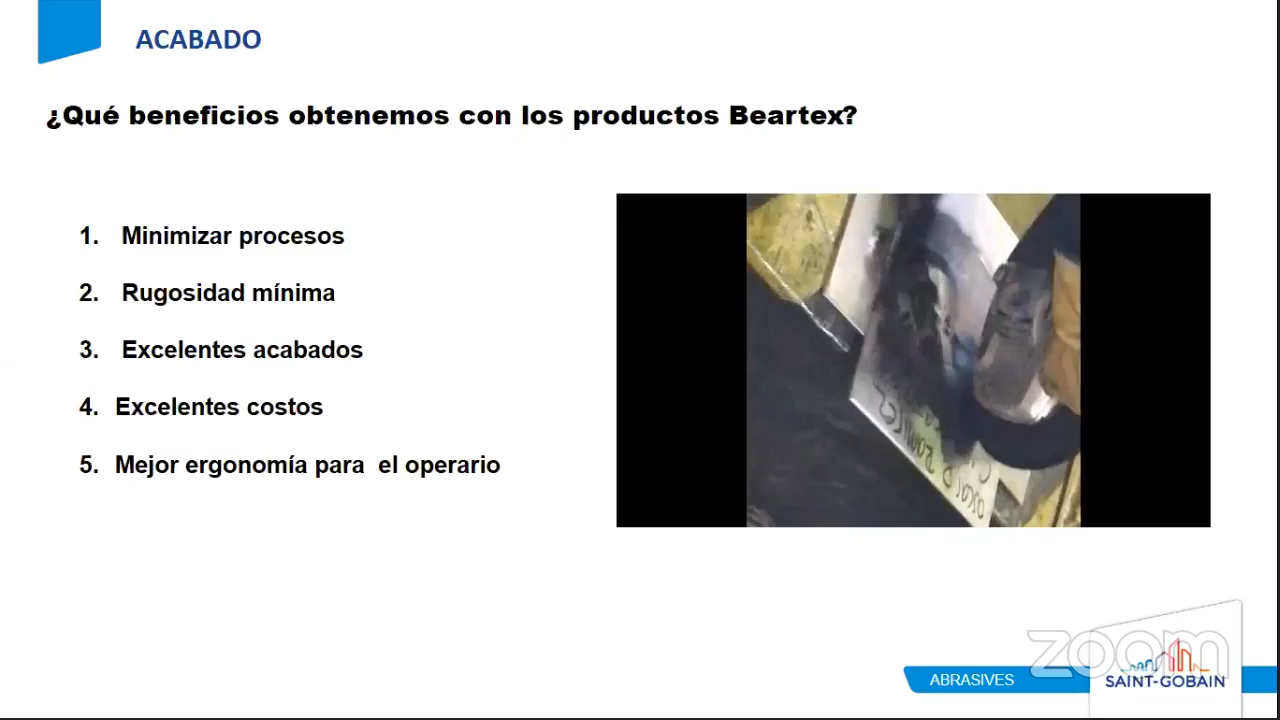 ACABADO
¿Qué beneficios obtenemos con los productos Beartex?
1. Minimizar procesos
2. Rugosidad mínima
3. Excelentes acabados
4. Excelentes costos
5. Mejor ergonomía para el operario
zoom
ABRASIVES
SAINT-GOBAIN